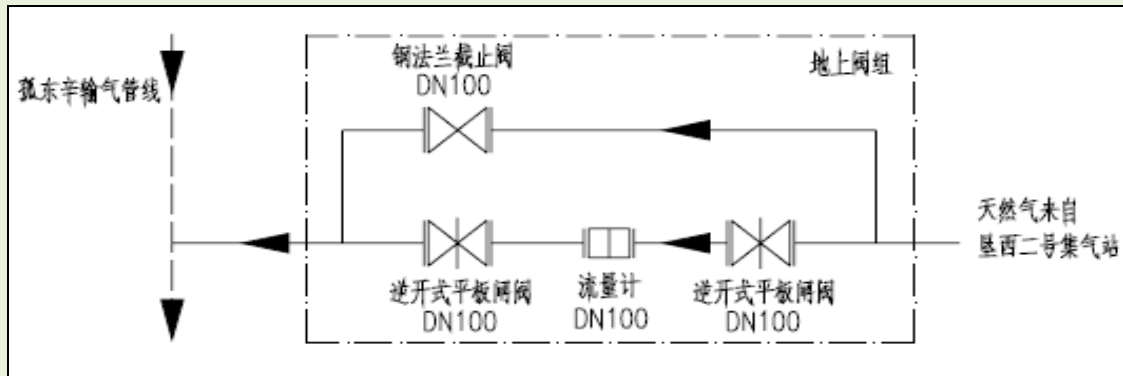 钢法兰截止阀
DN100
地上阀组
孤东辛输气管线
天然气来自
垦西二号集气站
逆开式平板闸阀
DN100
流量计
DN100
逆开式平板闸阀
DN100